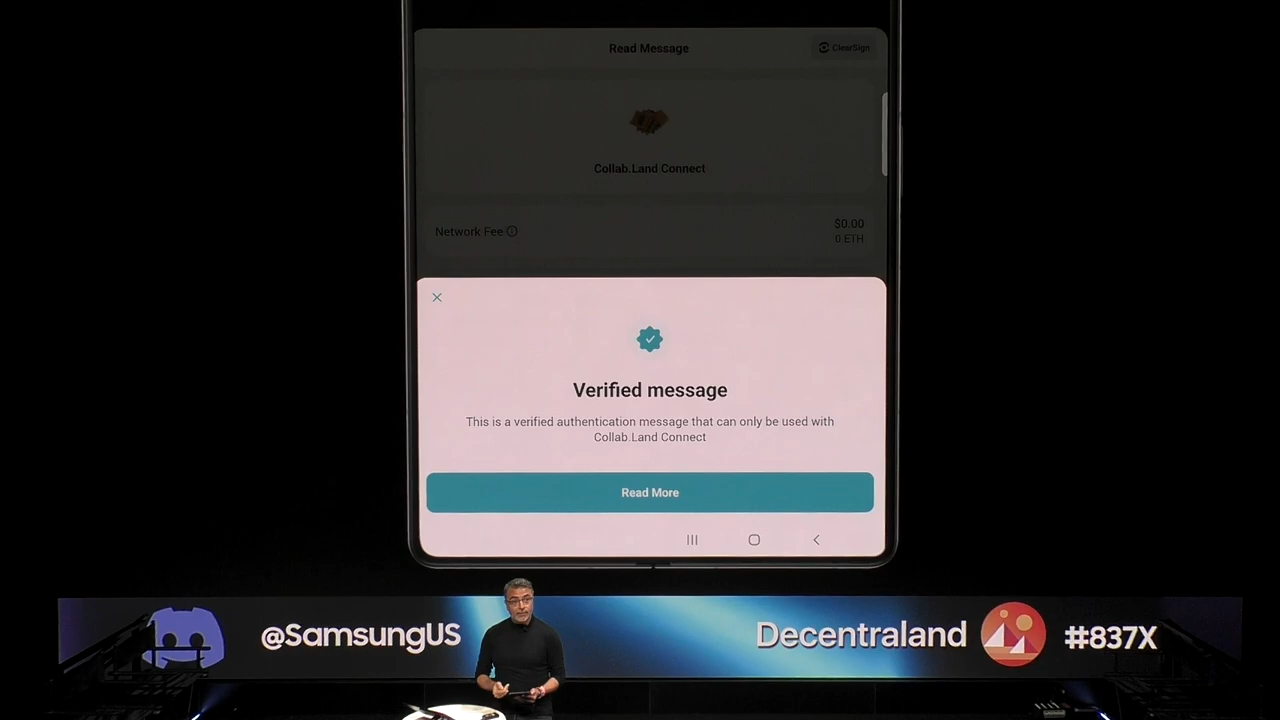 Read Message
ClearSign
Collab.Land Connect
Network Fee
$0.00
0 ETH
Verified message
This is a verified authentication message that can only be used with
Collab.Land Connect
Read More
@SamsungUS
Decentraland
#837X